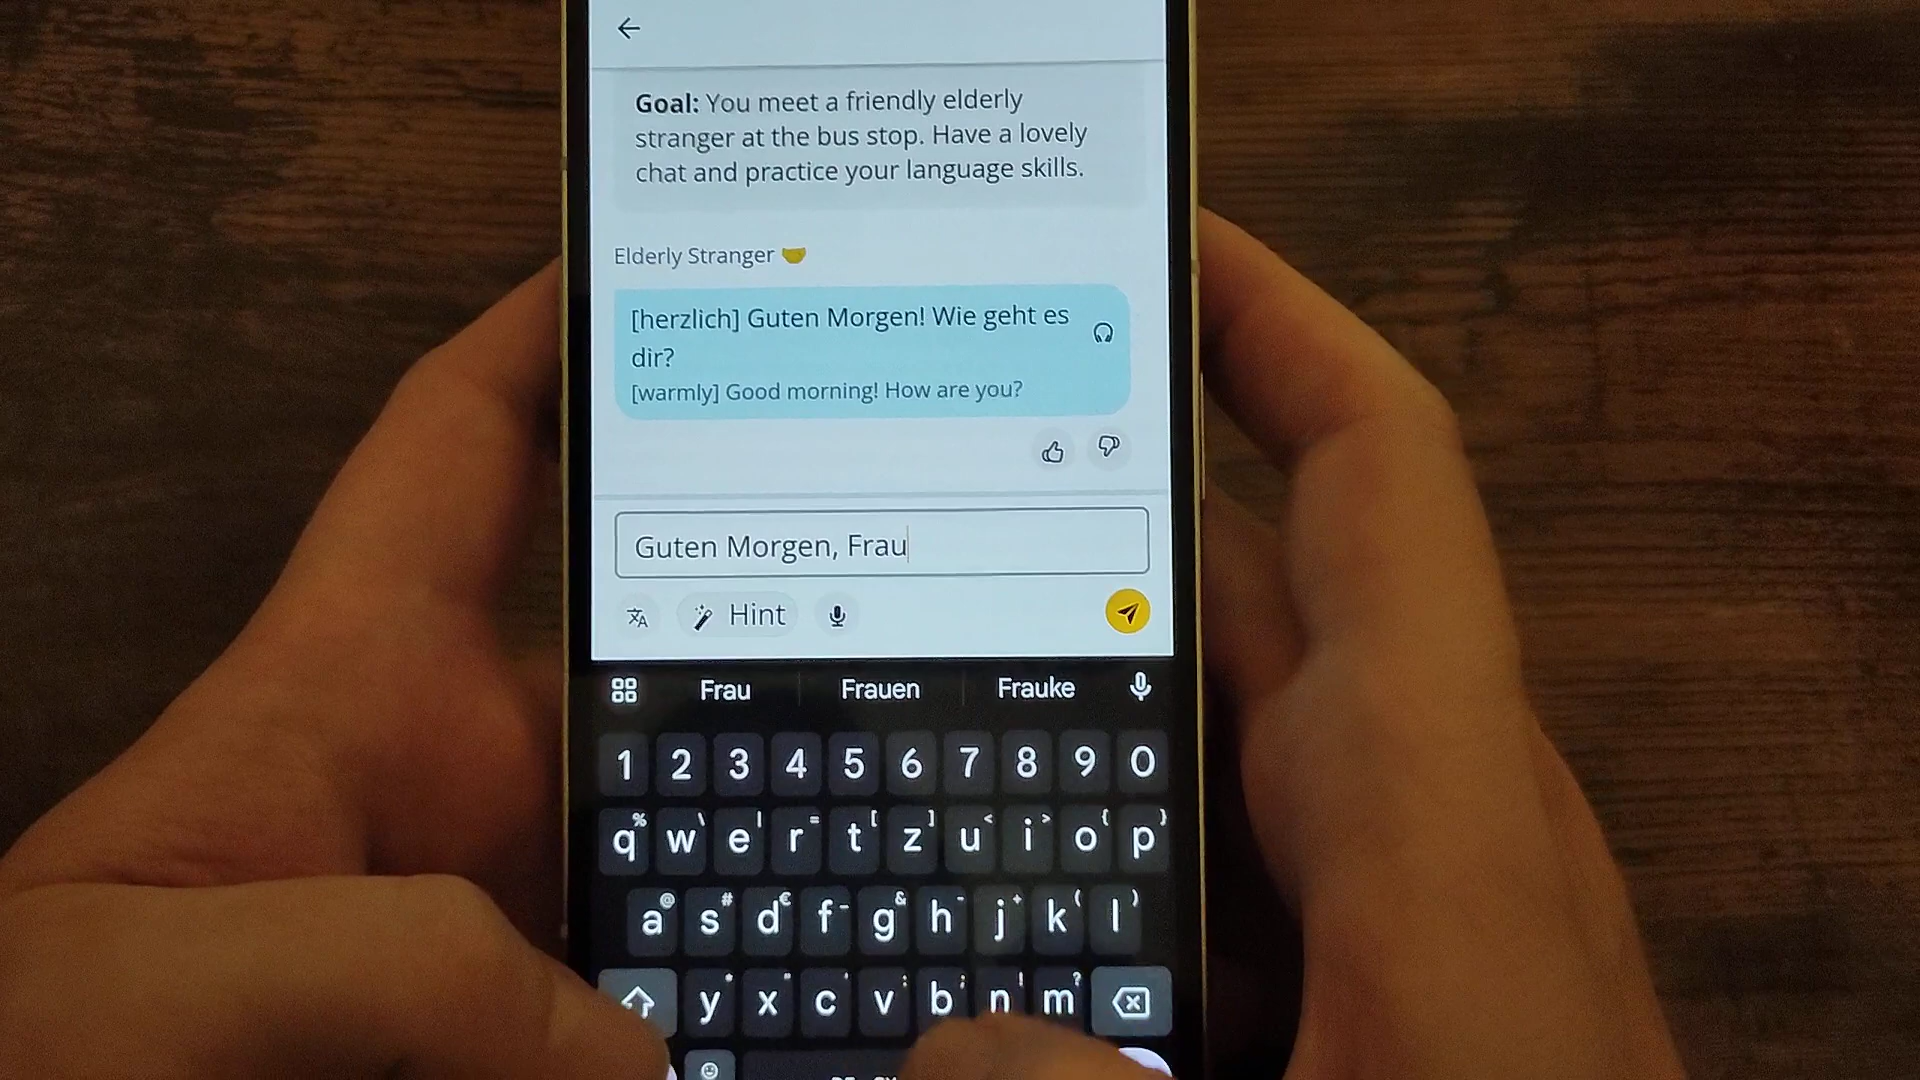 Goal: You meet a friendly elderly
stranger at the bus stop. Have a lovely
chat and practice your language skills.
Elderly Stranger
[herzlich] Guten Morgen! Wie geht es
dir?
[warmly] Good morning! How are you?
Guten Morgen, Frau
Hint
Frau Frauen Frauke
1 2 3 4 5 6 7 8 9 0
q w e r t z u i o p
a s d f g h j k l
y x c v b n m